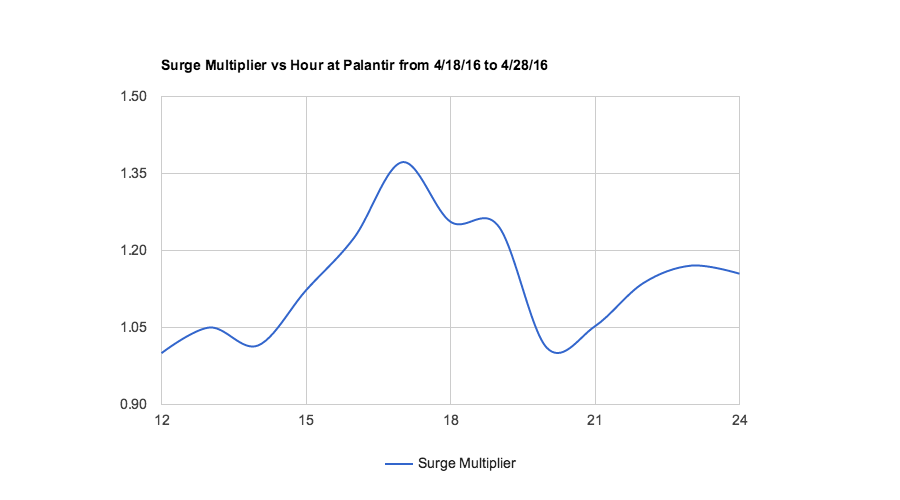 Surge Multiplier vs Hour at Palantir from 4/18/16 to 4/28/16
1.50
1.35
1.20
1.05
0.90
12 15 18 21 24
Surge Multiplier